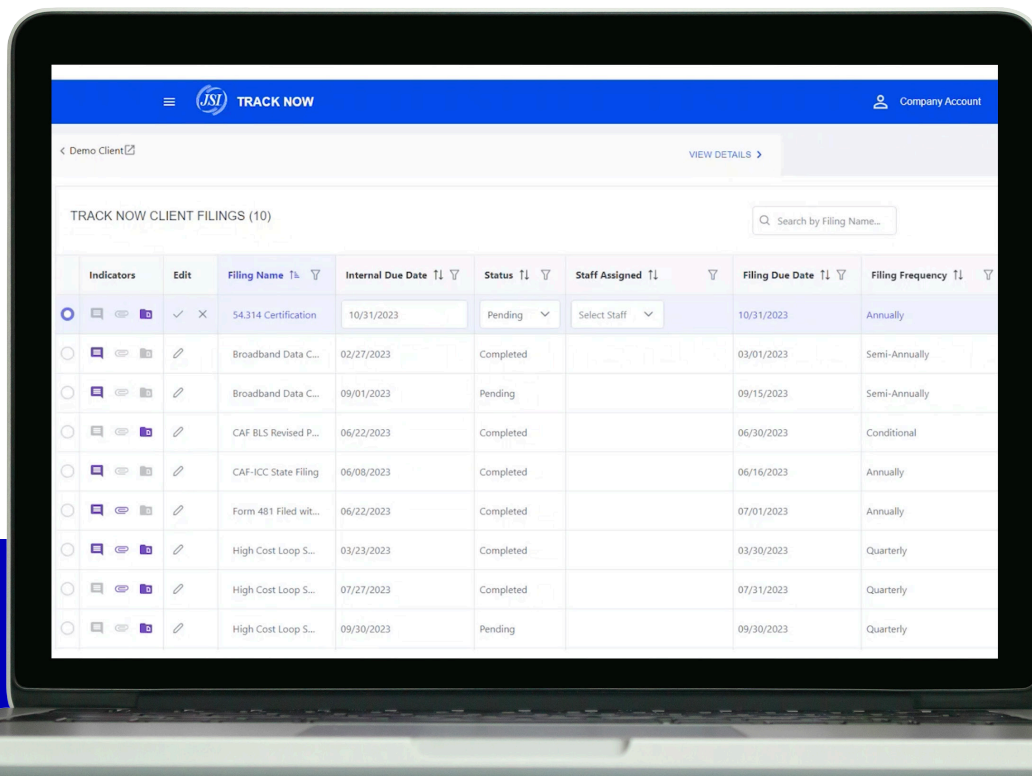 JSI TRACK NOW Company Account
Demo Client VIEW DETAILS
TRACK NOW CLIENT FILINGS (10) Search by Filing Name...
Indicators Edit Filing Name Internal Due Date Status Staff Assigned Filing Due Date Filing Frequency
54.314 Certification 10/31/2023 Pending Select Staff 10/31/2023 Annually
Broadband Data C... 02/27/2023 Completed 03/01/2023 Semi-Annually
Broadband Data C... 09/01/2023 Pending 09/15/2023 Semi-Annually
CAF BLS Revised P... 06/22/2023 Completed 06/30/2023 Conditional
CAF-ICC State Filing 06/08/2023 Completed 06/16/2023 Annually
Form 481 Filed wit... 06/22/2023 Completed 07/01/2023 Annually
High Cost Loop S... 03/23/2023 Completed 03/30/2023 Quarterly
High Cost Loop S... 07/27/2023 Completed 07/31/2023 Quarterly
High Cost Loop S... 09/30/2023 Pending 09/30/2023 Quarterly